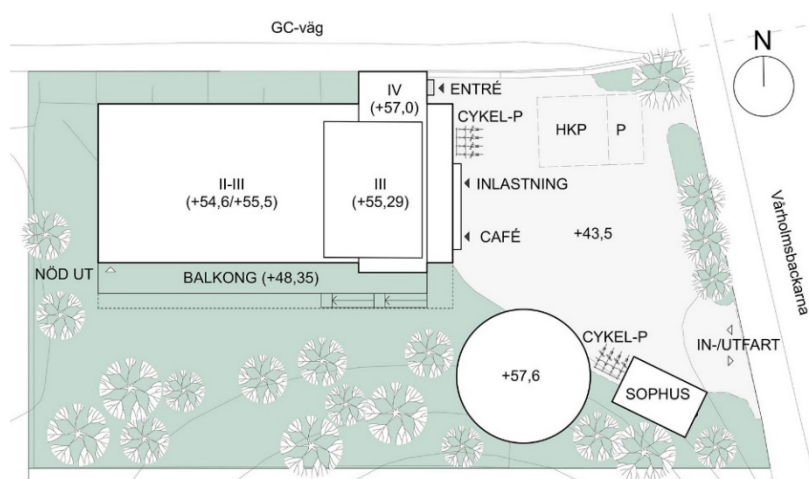 GC-väg
N
IV
(+57,0)
ENTRÉ
CYKEL-P
HKP
P
II-III
(+54,6/+55,5)
III
(+55,29)
INLASTNING
CAFÉ
+43,5
Vårholmsbackarna
NÖD UT
BALKONG (+48,35)
CYKEL-P
IN-/UTFART
+57,6
SOPHUS